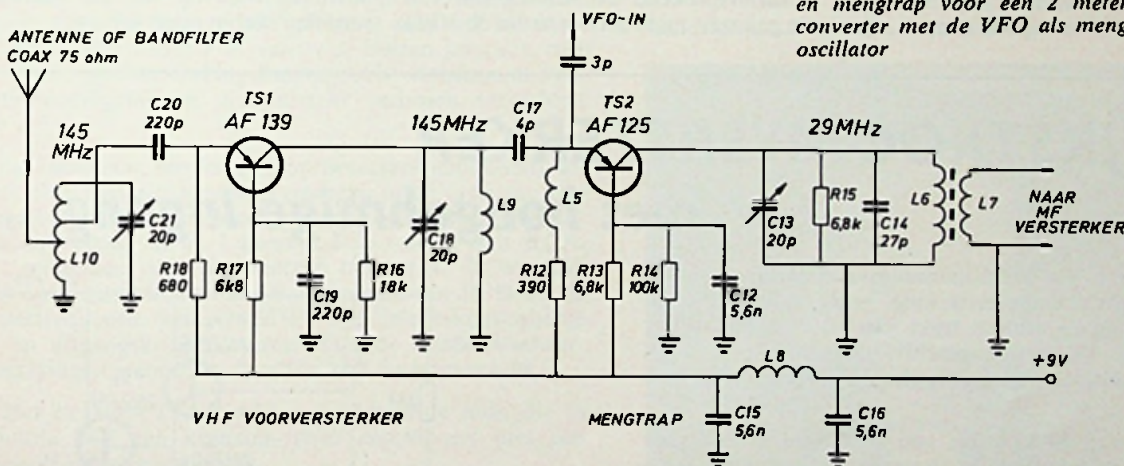 en mengtrap voor een 2 meter
converter met de VFO als meng
oscillator
VFO-IN
3p
ANTENNE OF BANDFILTER
COAX 75 ohm
145
MHz
C20
220p
TS1
AF 139
145 MHz
C17
4p
TS2
AF 125
29 MHz
C21
20p
L10
R18
680
R17
6k8
C19
220p
R16
18k
C18
20p
L9
L5
R12
390
R13
6,8k
R14
100k
C12
5,6n
C13
20p
R15
6,8k
C14
27p
L6
L7
NAAR
MF
VERSTERKER
L8
+9V
C15
5,6n
C16
5,6n
VHF VOORVERSTERKER
MENGTRAP